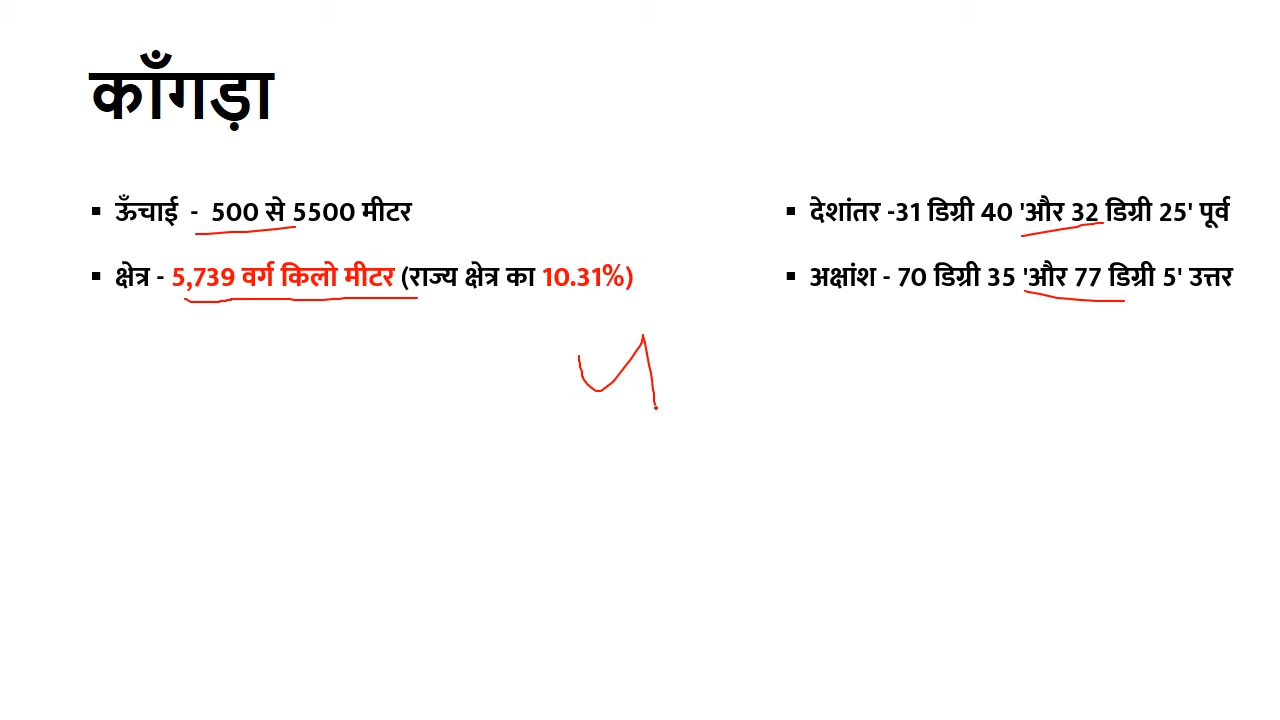 काँगड़ा
▪ ऊँचाई - 500 से 5500 मीटर
▪ क्षेत्र - 5,739 वर्ग किलो मीटर (राज्य क्षेत्र का 10.31%)
▪ देशांतर -31 डिग्री 40 'और 32 डिग्री 25' पूर्व
▪ अक्षांश - 70 डिग्री 35 'और 77 डिग्री 5' उत्तर